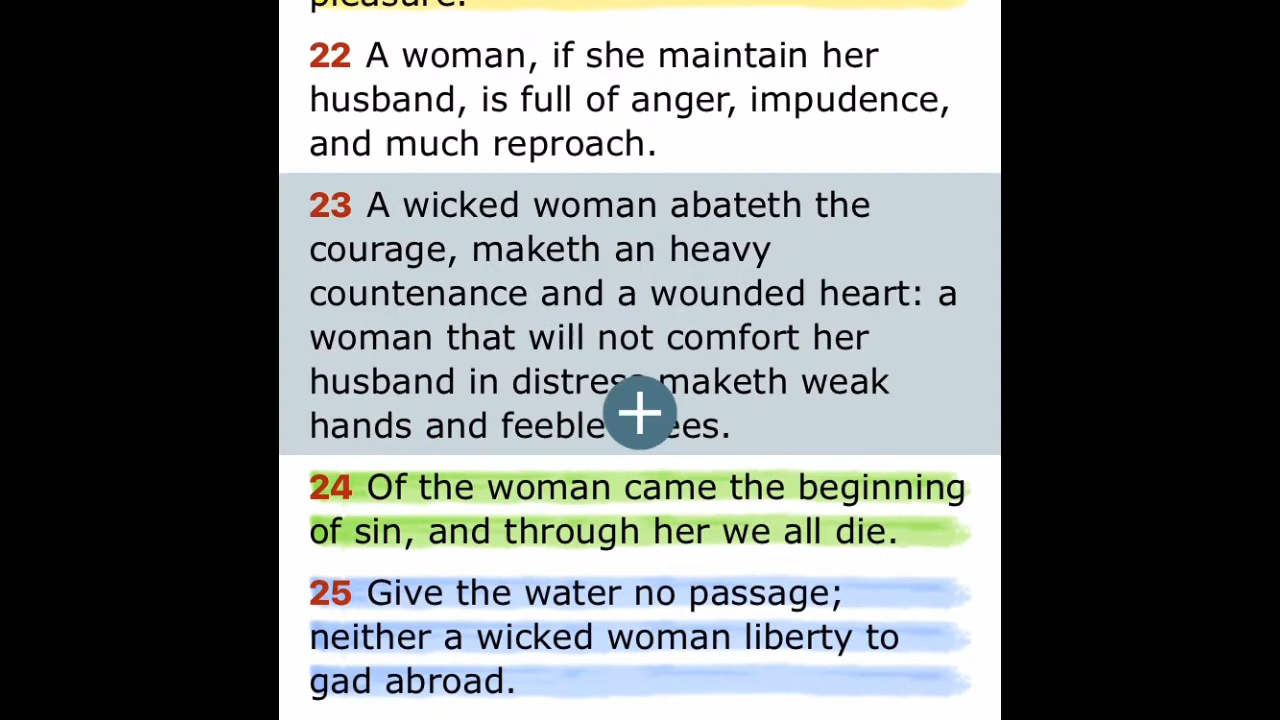 pleasure.
22 A woman, if she maintain her
husband, is full of anger, impudence,
and much reproach.
23 A wicked woman abateth the
courage, maketh an heavy
countenance and a wounded heart: a
woman that will not comfort her
husband in distress maketh weak
hands and feeble
24 Of the woman came the beginning
of sin, and through her we all die.
25 Give the water no passage;
neither a wicked woman liberty to
gad abroad.